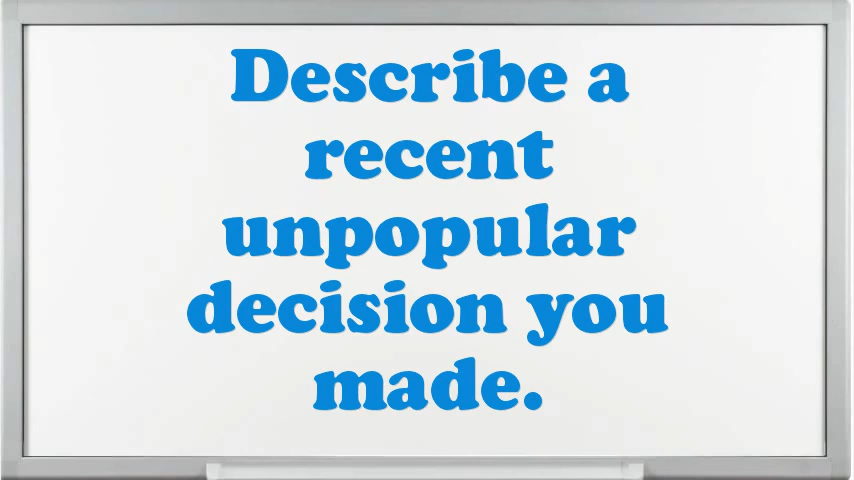 Describe a
recent
unpopular
decision you
made.